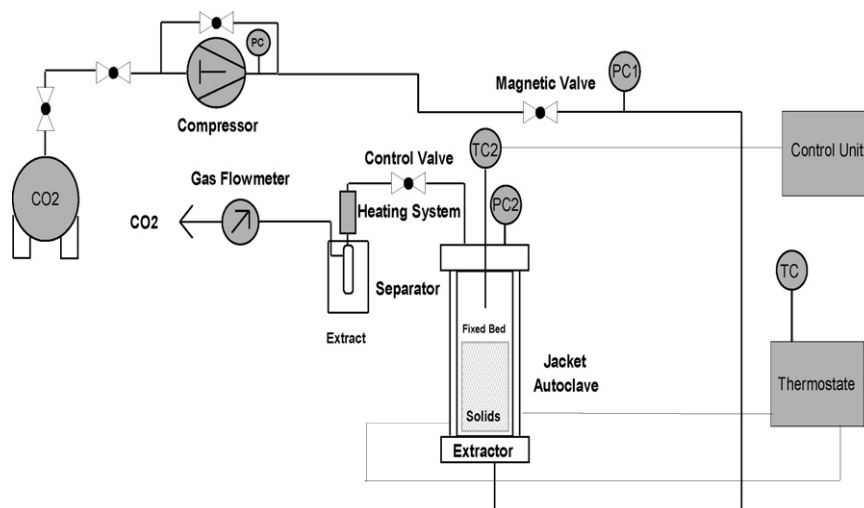 PC
PC1
Magnetic Valve
Compressor
Control Valve
TC2
Control Unit
Gas Flowmeter
CO2
CO2
Heating System
PC2
Separator
TC
Extract
Fixed Bed
Jacket
Autoclave
Thermostate
Solids
Extractor